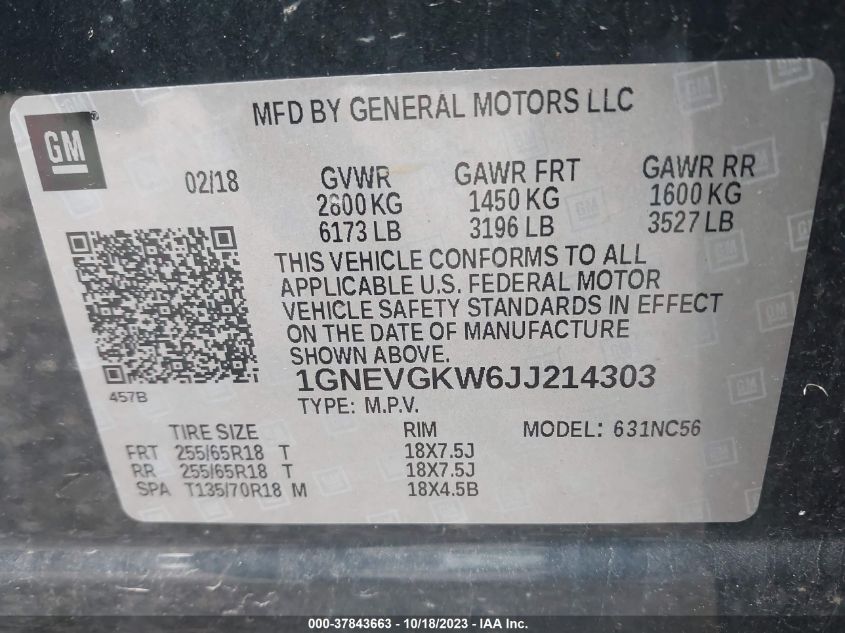 MFD BY GENERAL MOTORS LLC
GM
02/18
GVWR
2800 KG
6173 LB
GAWR FRT
1450 KG
3196 LB
GAWR RR
1600 KG
3527 LB
THIS VEHICLE CONFORMS TO ALL
APPLICABLE U.S. FEDERAL MOTOR
VEHICLE SAFETY STANDARDS IN EFFECT
ON THE DATE OF MANUFACTURE
SHOWN ABOVE.
457B
1GNEVGKW6JJ214303
TYPE: M.P.V.
TIRE SIZE RIM MODEL: 631NC56
FRT 255/65R18 T 18X7.5J
RR 255/65R18 T 18X7.5J
SPA T135/70R18 M 18X4.5B
000-37843663 - 10/18/2023 - IAAI.com